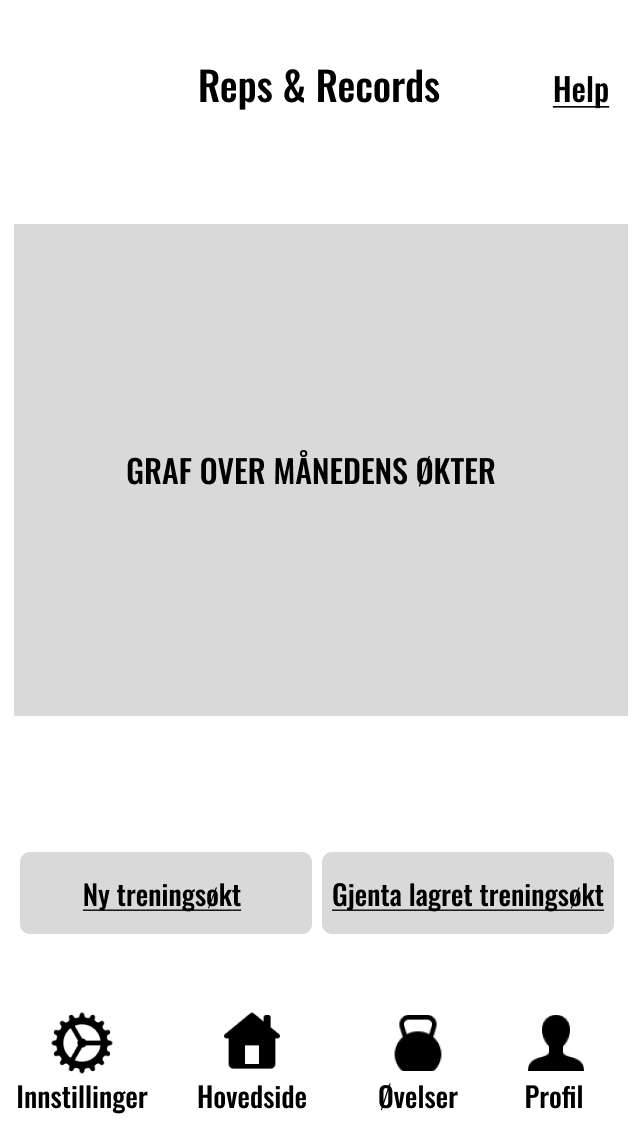 Reps & Records
Help
GRAF OVER MÅNEDENS ØKTER
Ny treningsøkt
Gjenta lagret treningsøkt
Innstillinger
Hovedside
Øvelser
Profil